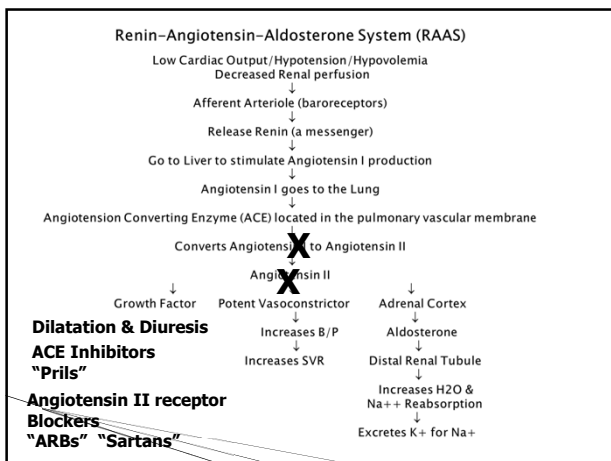 Renin-Angiotensin-Aldosterone System (RAAS)
Low Cardiac Output/Hypotension/Hypovolemia
Decreased Renal perfusion
↓
Afferent Arteriole (baroreceptors)
↓
Release Renin (a messenger)
↓
Go to Liver to stimulate Angiotensin I production
↓
Angiotensin I goes to the Lung
↓
Angiotension Converting Enzyme (ACE) located in the pulmonary vascular membrane
↓
Converts Angiotensin I to Angiotensin II
X
↓
Angiotensin II
X
↓ ↓ ↓
Growth Factor Potent Vasoconstrictor Adrenal Cortex
↓ ↓
Dilatation & Diuresis Increases B/P Aldosterone
↓ ↓
ACE Inhibitors Increases SVR Distal Renal Tubule
"Prils" ↓
Increases H2O &
Angiotensin II receptor Na++ Reabsorption
Blockers ↓
"ARBs" "Sartans" Excretes K+ for Na+